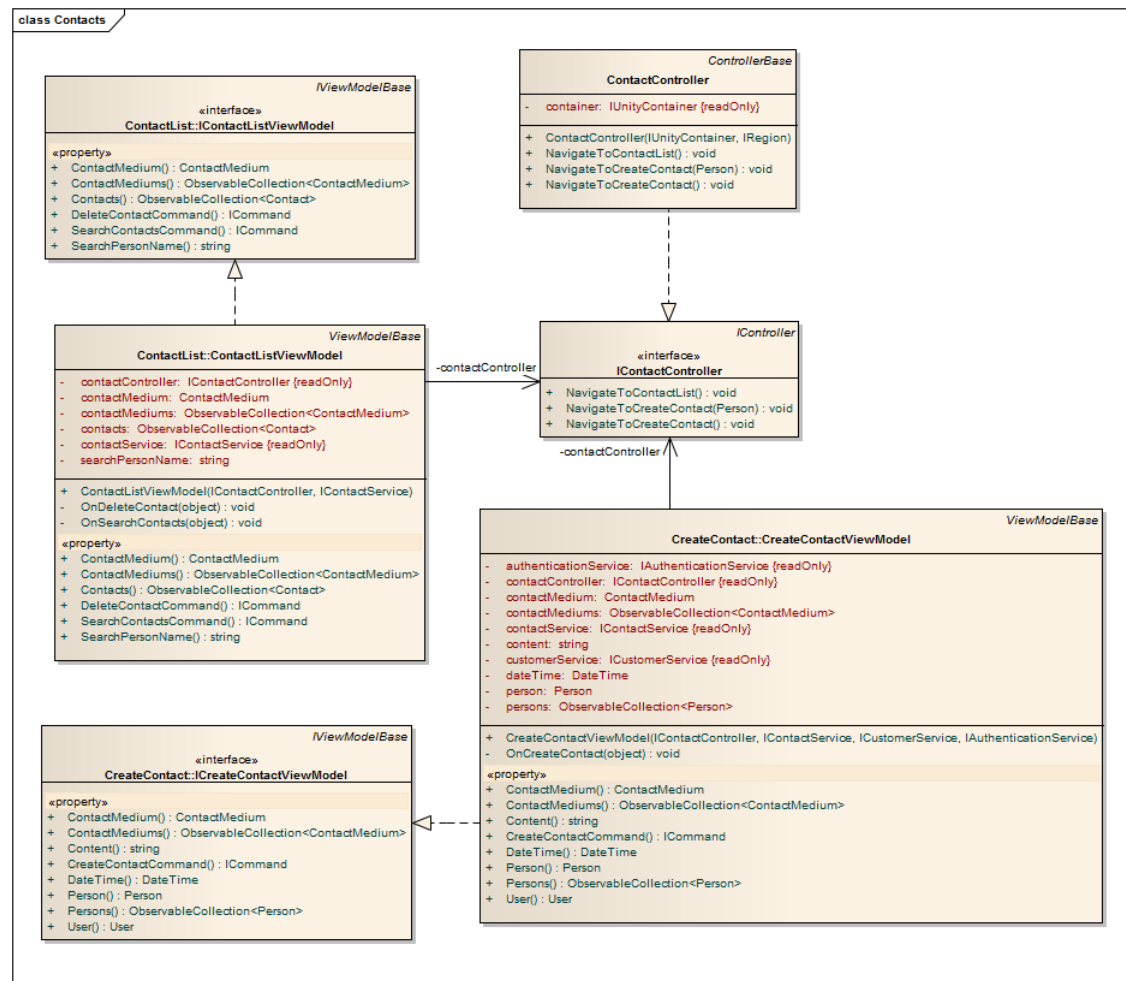 class Contacts
IViewModelBase
«interface»
ContactList::IContactListViewModel
«property»
+ ContactMedium() : ContactMedium
+ ContactMediums() : ObservableCollection<ContactMedium>
+ Contacts() : ObservableCollection<Contact>
+ DeleteContactCommand() : ICommand
+ SearchContactsCommand() : ICommand
+ SearchPersonName() : string
ControllerBase
ContactController
- container: IUnityContainer {readOnly}
+ ContactController(IUnityContainer, IRegion)
+ NavigateToContactList() : void
+ NavigateToCreateContact(Person) : void
+ NavigateToCreateContact() : void
ViewModelBase
ContactList::ContactListViewModel
- contactController: IContactController {readOnly}
- contactMedium: ContactMedium
- contactMediums: ObservableCollection<ContactMedium>
- contacts: ObservableCollection<Contact>
- contactService: IContactService {readOnly}
- searchPersonName: string
+ ContactListViewModel(IContactController, IContactService)
- OnDeleteContact(object) : void
- OnSearchContacts(object) : void
«property»
+ ContactMedium() : ContactMedium
+ ContactMediums() : ObservableCollection<ContactMedium>
+ Contacts() : ObservableCollection<Contact>
+ DeleteContactCommand() : ICommand
+ SearchContactsCommand() : ICommand
+ SearchPersonName() : string
-contactController
IController
«interface»
IContactController
+ NavigateToContactList() : void
+ NavigateToCreateContact(Person) : void
+ NavigateToCreateContact() : void
-contactController
ViewModelBase
CreateContact::CreateContactViewModel
- authenticationService: IAuthenticationService {readOnly}
- contactController: IContactController {readOnly}
- contactMedium: ContactMedium
- contactMediums: ObservableCollection<ContactMedium>
- contactService: IContactService {readOnly}
- content: string
- customerService: ICustomerService {readOnly}
- dateTime: DateTime
- person: Person
- persons: ObservableCollection<Person>
+ CreateContactViewModel(IContactController, IContactService, ICustomerService, IAuthenticationService)
- OnCreateContact(object) : void
«property»
+ ContactMedium() : ContactMedium
+ ContactMediums() : ObservableCollection<ContactMedium>
+ Content() : string
+ CreateContactCommand() : ICommand
+ DateTime() : DateTime
+ Person() : Person
+ Persons() : ObservableCollection<Person>
+ User() : User
IViewModelBase
«interface»
CreateContact::ICreateContactViewModel
«property»
+ ContactMedium() : ContactMedium
+ ContactMediums() : ObservableCollection<ContactMedium>
+ Content() : string
+ CreateContactCommand() : ICommand
+ DateTime() : DateTime
+ Person() : Person
+ Persons() : ObservableCollection<Person>
+ User() : User